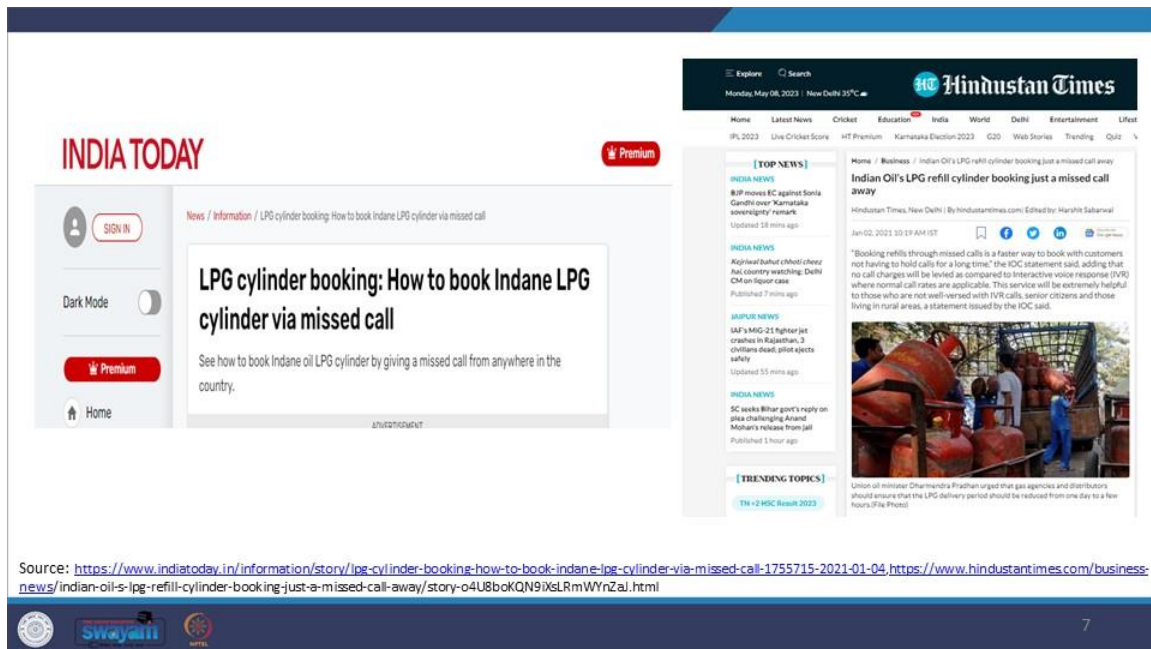 INDIA TODAY
Premium
SIGN IN
Dark Mode
Premium
Home
News / Information / LPG cylinder booking: How to book Indane LPG cylinder via missed call
LPG cylinder booking: How to book Indane LPG
cylinder via missed call
See how to book Indane oil LPG cylinder by giving a missed call from anywhere in the
country.
ADVERTISEMENT
Explore Search
Monday, May 08, 2023 | New Delhi 35°C
HT Hindustan Times
Home Latest News Cricket Education India World Delhi Entertainment Lifest
IPL 2023 Live Cricket Score HT Premium Karnataka Election 2023 G20 Web Stories Trending Quiz
[TOP NEWS]
INDIA NEWS
BJP moves EC against Sonia
Gandhi over 'Karnataka
sovereignty' remark
Updated 18 mins ago
INDIA NEWS
Kejriwal bahut chhoti cheez
hai, country watching: Delhi
CM on liquor case
Published 7 mins ago
JAIPUR NEWS
IAF's MiG-21 fighter jet
crashes in Rajasthan, 3
civilians dead; pilot ejects
safely
Updated 55 mins ago
INDIA NEWS
SC seeks Bihar govt's reply on
plea challenging Anand
Mohan's release from jail
Published 1 hour ago
[TRENDING TOPICS]
TN +2 HSC Result 2023
Home / Business / Indian Oil's LPG refill cylinder booking just a missed call away
Indian Oil's LPG refill cylinder booking just a missed call
away
Hindustan Times, New Delhi | By hindustantimes.com | Edited by: Harshit Sabarwal
Jan 02, 2021 10:19 AM IST
"Booking refills through missed calls is a faster way to book with customers
not having to hold calls for a long time," the IOC statement said, adding that
no call charges will be levied as compared to Interactive voice response (IVR)
where normal call rates are applicable. This service will be extremely helpful
to those who are not well-versed with IVR calls, senior citizens and those
living in rural areas, a statement issued by the IOC said.
Union oil minister Dharmendra Pradhan urged that gas agencies and distributors
should ensure that the LPG delivery period should be reduced from one day to a few
hours.(File Photo)
Source: https://www.indiatoday.in/information/story/lpg-cylinder-booking-how-to-book-indane-lpg-cylinder-via-missed-call-1755715-2021-01-04,https://www.hindustantimes.com/business-
news/indian-oil-s-lpg-refill-cylinder-booking-just-a-missed-call-away/story-o4U8boKQN9iXsLRmWYnZaJ.html
swayam
NPTEL
7